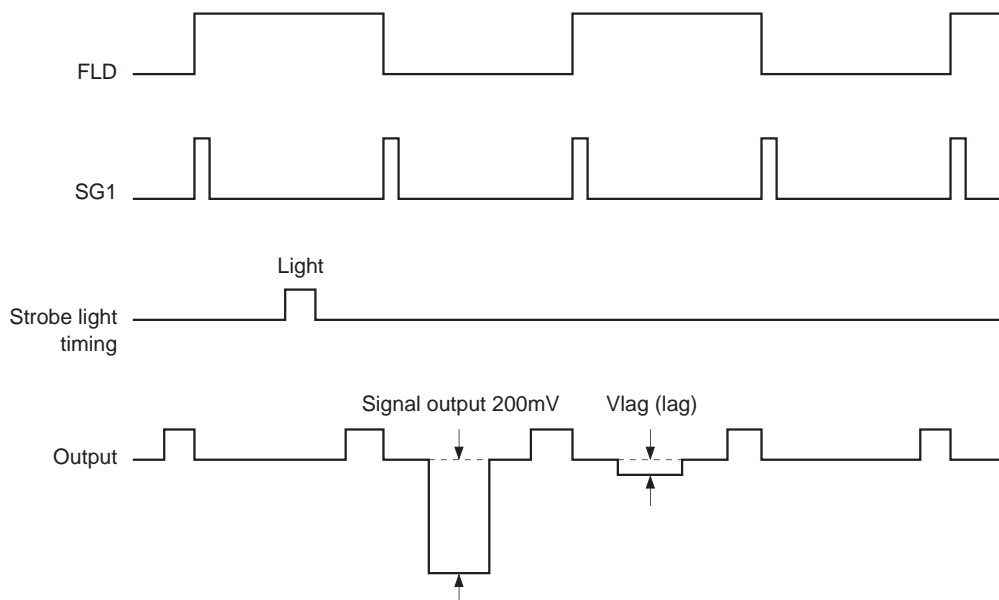 FLD
SG1
Light
Strobe light
timing
Signal output 200mV
Vlag (lag)
Output